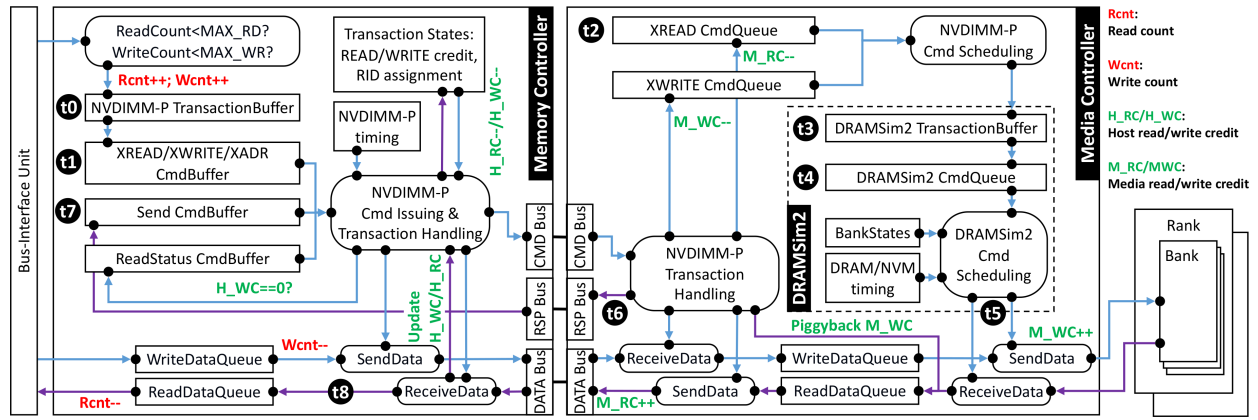 Bus-Interface Unit
ReadCount<MAX_RD?
WriteCount<MAX_WR?
Rcnt++; Wcnt++
t0
NVDIMM-P TransactionBuffer
t1
XREAD/XWRITE/XADR
CmdBuffer
t7
Send CmdBuffer
ReadStatus CmdBuffer
H_WC==0?
Transaction States:
READ/WRITE credit,
RID assignment
NVDIMM-P
timing
H_RC--/H_WC--
Memory Controller
NVDIMM-P
Cmd Issuing &
Transaction Handling
Update
H_WC/H_RC
WriteDataQueue
Wcnt--
SendData
ReadDataQueue
Rcnt--
t8
ReceiveData
CMD Bus
RSP Bus
DATA Bus
CMD Bus
RSP Bus
DATA Bus
t2
XREAD CmdQueue
M_RC--
XWRITE CmdQueue
M_WC--
NVDIMM-P
Cmd Scheduling
Media Controller
t3
DRAMSim2 TransactionBuffer
t4
DRAMSim2 CmdQueue
DRAMSim2
BankStates
DRAM/NVM
timing
DRAMSim2
Cmd
Scheduling
t5
NVDIMM-P
Transaction
Handling
t6
Piggyback M_WC
M_WC++
ReceiveData
WriteDataQueue
SendData
SendData
ReadDataQueue
ReceiveData
M_RC++
Rank
Bank
Rcnt:
Read count
Wcnt:
Write count
H_RC/H_WC:
Host read/write credit
M_RC/MWC:
Media read/write credit